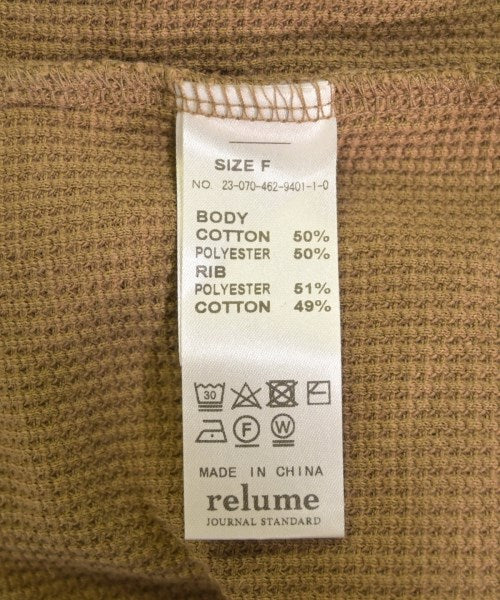 SIZE F
NO. 23-070-462-9401-1-0
BODY
COTTON 50%
POLYESTER 50%
RIB
POLYESTER 51%
COTTON 49%
30
F W
MADE IN CHINA
relume
JOURNAL STANDARD